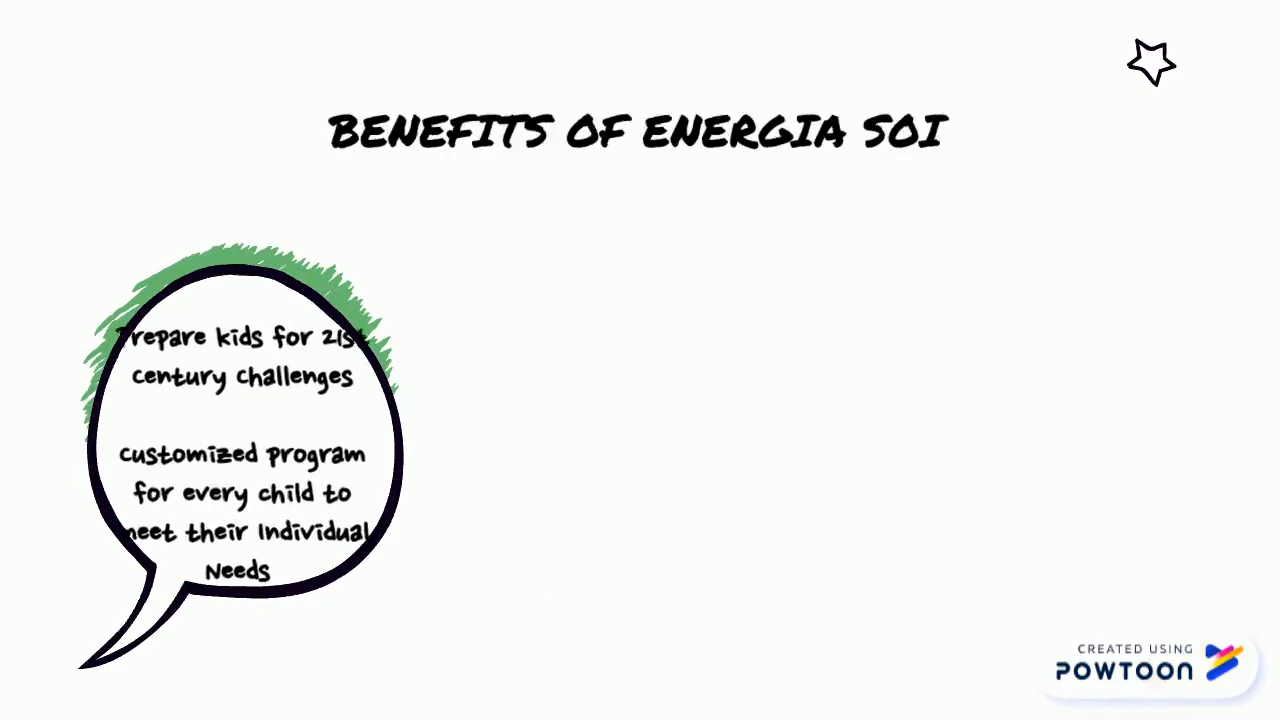 BENEFITS OF ENERGIA SOI
Prepare kids for 21st
century challenges
customized program
for every child to
meet their Individual
Needs
CREATED USING
POWTOON